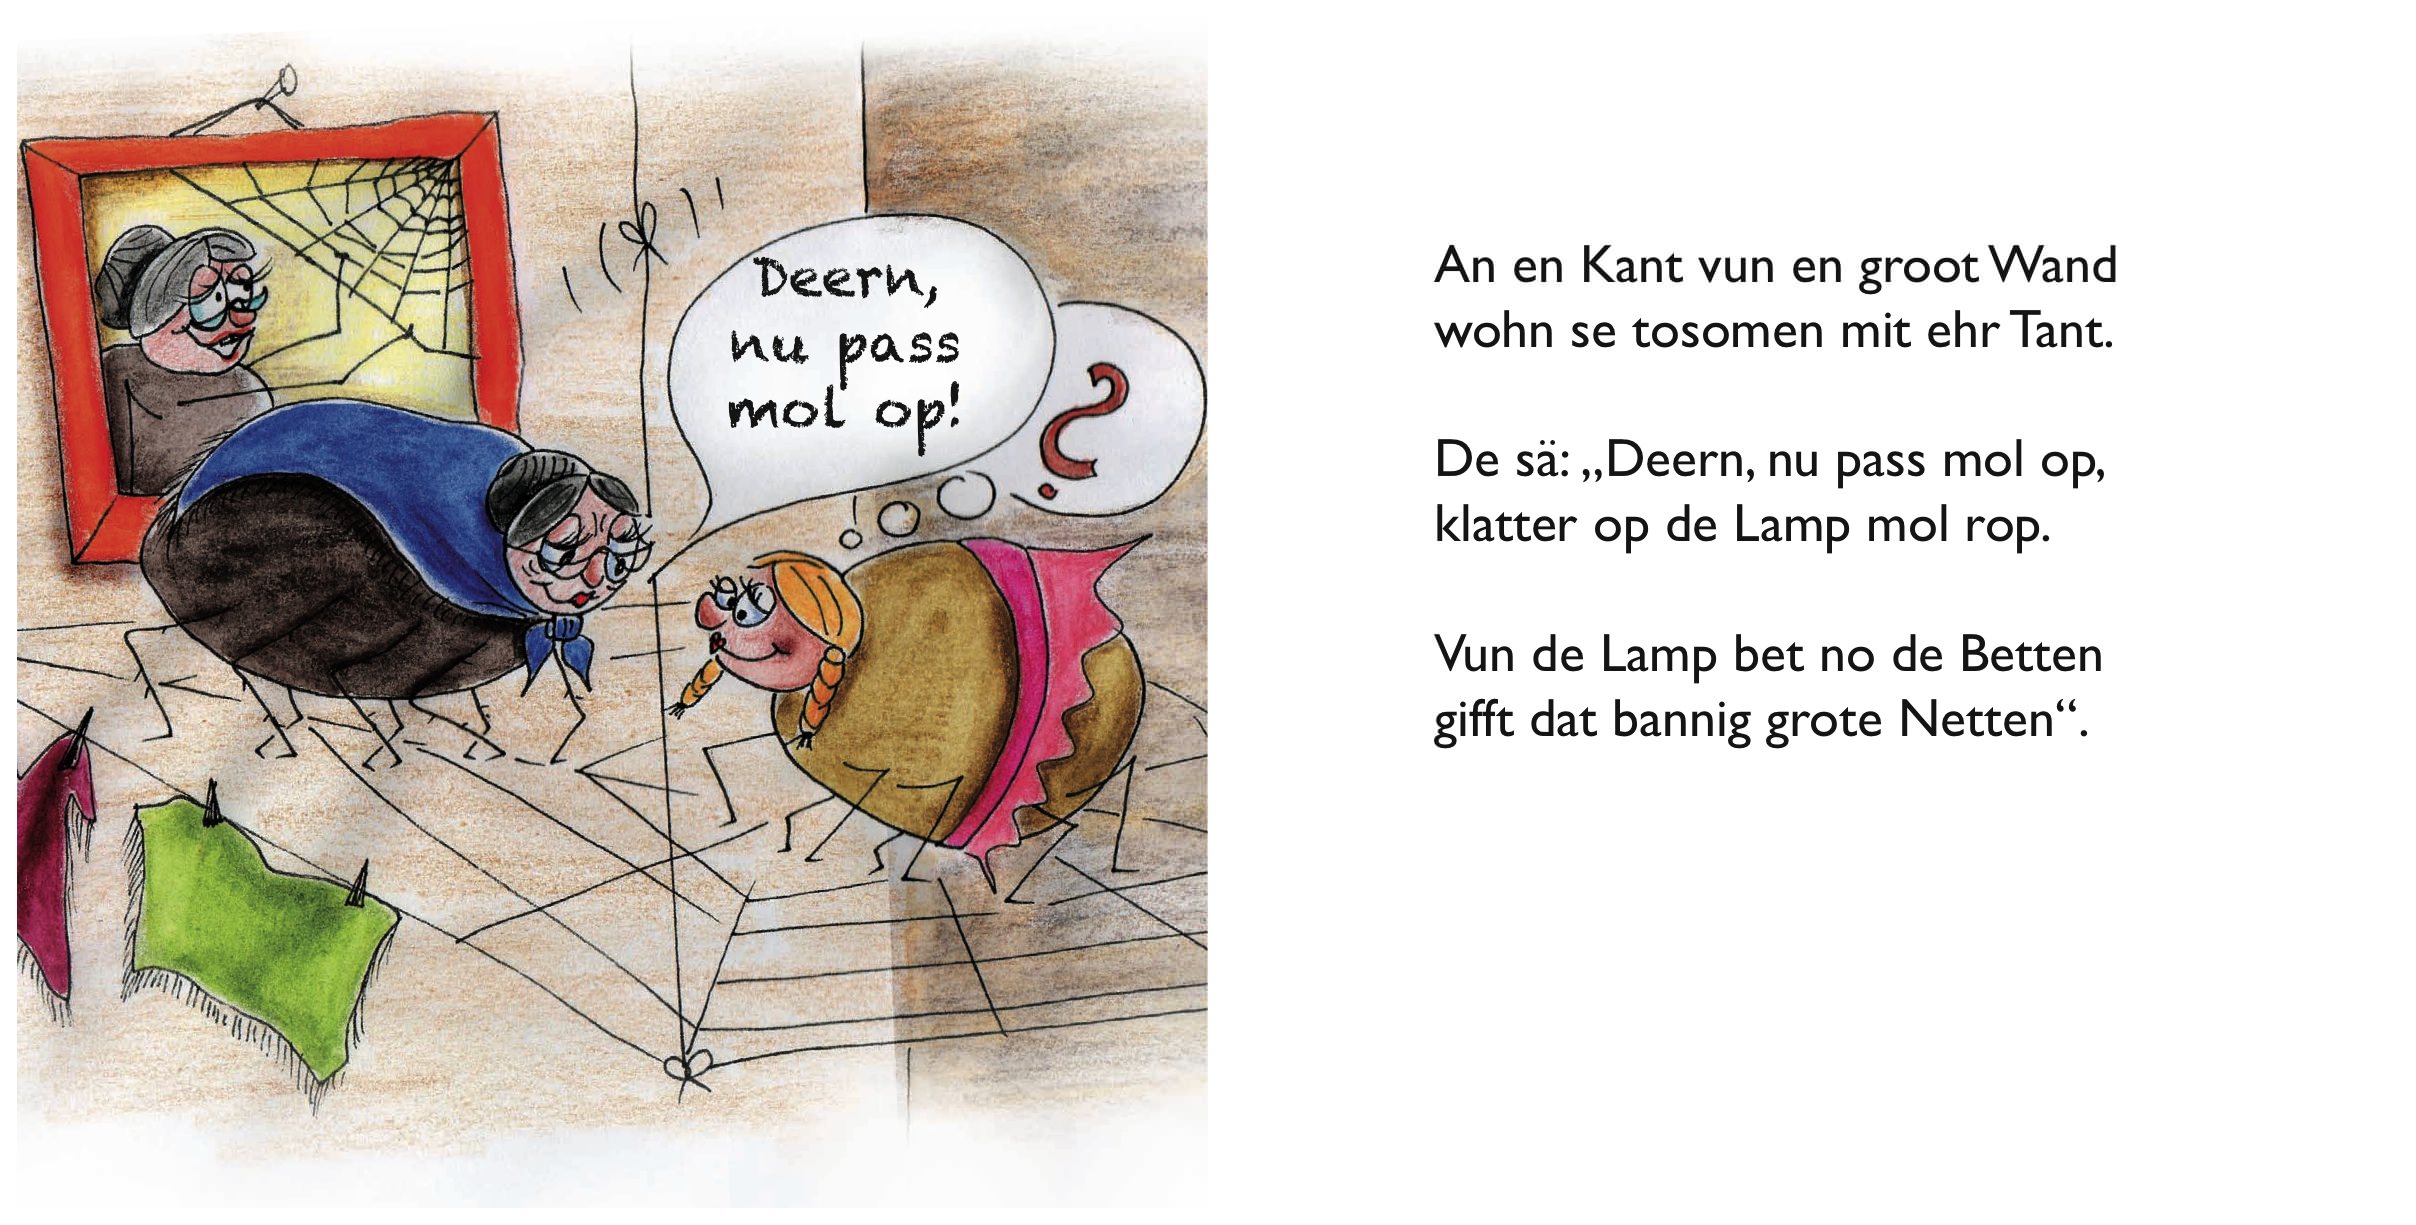 Deern,
nu pass
mol op!
?
An en Kant vun en groot Wand
wohn se tosomen mit ehr Tant.
De sä: „Deern, nu pass mol op,
klatter op de Lamp mol rop.
Vun de Lamp bet no de Betten
gifft dat bannig grote Netten“.